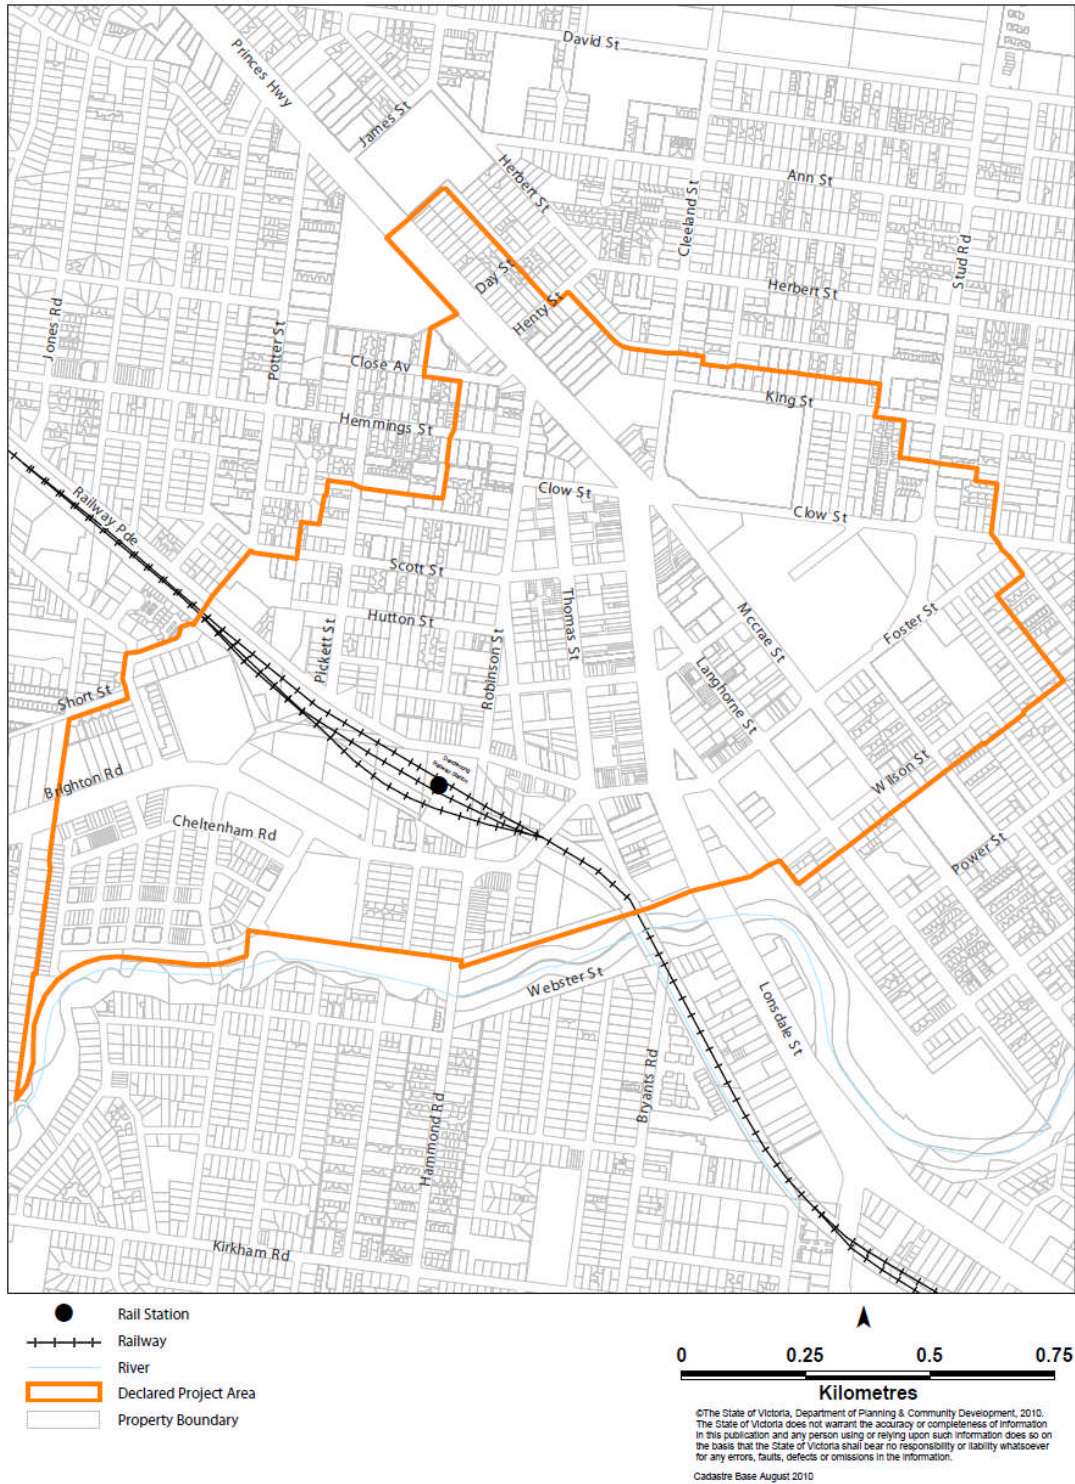 David St
Princes Hwy
James St
Herbert St
Ann St
Cleeland St
Stud Rd
Day St
Herbert St
Henty St
Jones Rd
Potter St
Close Av
King St
Hemmings St
Clow St
Railway Pde
Clow St
Scott St
Thomas St
Hutton St
Mccrae St
Foster St
Pickett St
Robinson St
Langhorne St
Short St
Dandenong
Railway Station
Wilson St
Brighton Rd
Cheltenham Rd
Power St
Webster St
Lonsdale St
Bryants Rd
Hammond Rd
Kirkham Rd
Rail Station
Railway
River
Declared Project Area
Property Boundary
0 0.25 0.5 0.75
Kilometres
©The State of Victoria, Department of Planning & Community Development, 2010.
The State of Victoria does not warrant the accuracy or completeness of information
in this publication and any person using or relying upon such information does so on
the basis that the State of Victoria shall bear no responsibility or liability whatsoever
for any errors, faults, defects or omissions in the information.
Cadastre Base August 2010